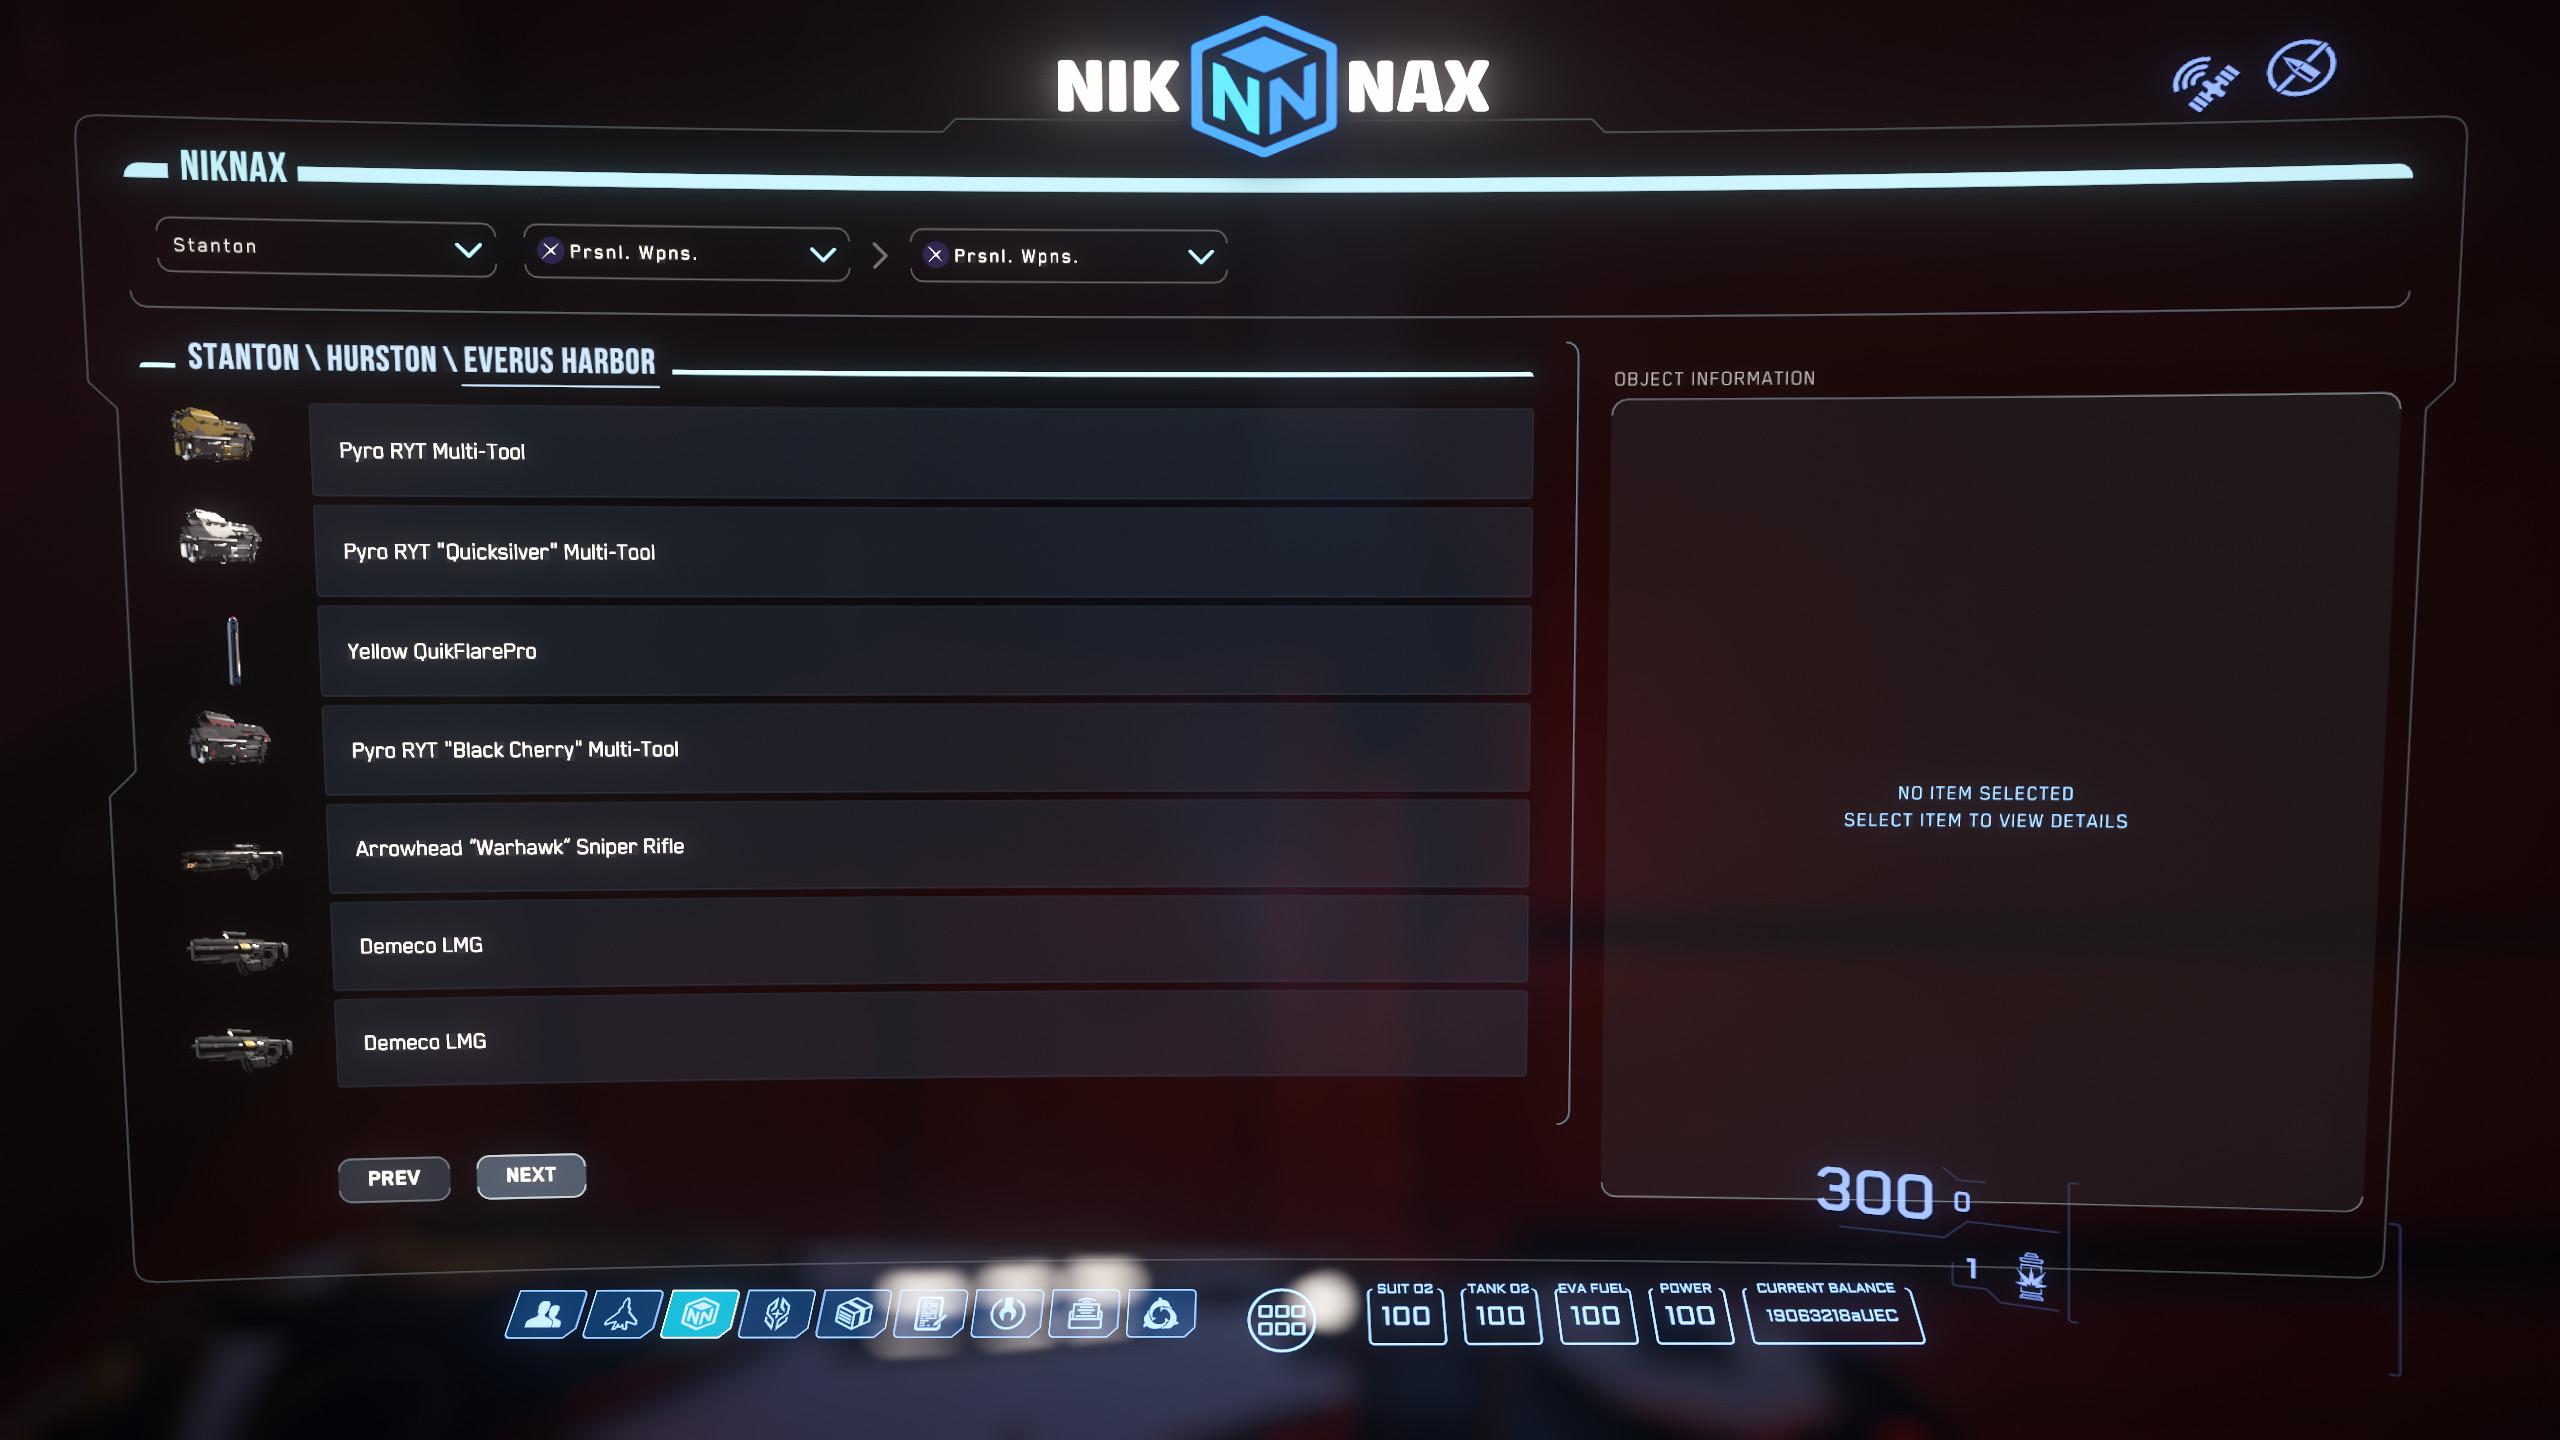 NIK NN NAX
NIKNAX
Stanton
Prsnl. Wpns.
Prsnl. Wpns.
STANTON \ HURSTON \ EVERUS HARBOR
OBJECT INFORMATION
Pyro RYT Multi-Tool
Pyro RYT "Quicksilver" Multi-Tool
Yellow QuikFlarePro
Pyro RYT "Black Cherry" Multi-Tool
Arrowhead “Warhawk” Sniper Rifle
Demeco LMG
Demeco LMG
NO ITEM SELECTED
SELECT ITEM TO VIEW DETAILS
PREV
NEXT
300 0
1
NN
SUIT O2
100
TANK O2
100
EVA FUEL
100
POWER
100
CURRENT BALANCE
19063218aUEC